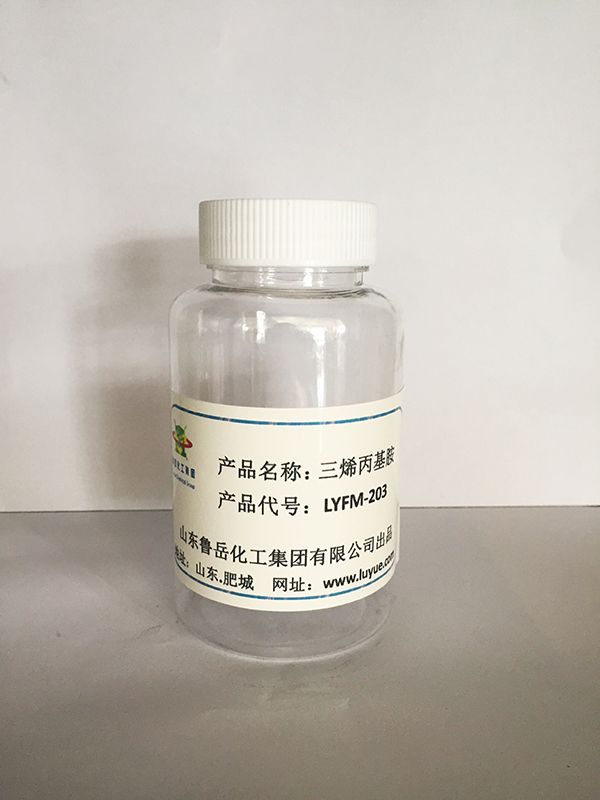 产品名称：三烯丙基胺
产品代号：LYFM-203
山东鲁岳化工集团有限公司出品
地址：山东.肥城 网址：www.luyue.com